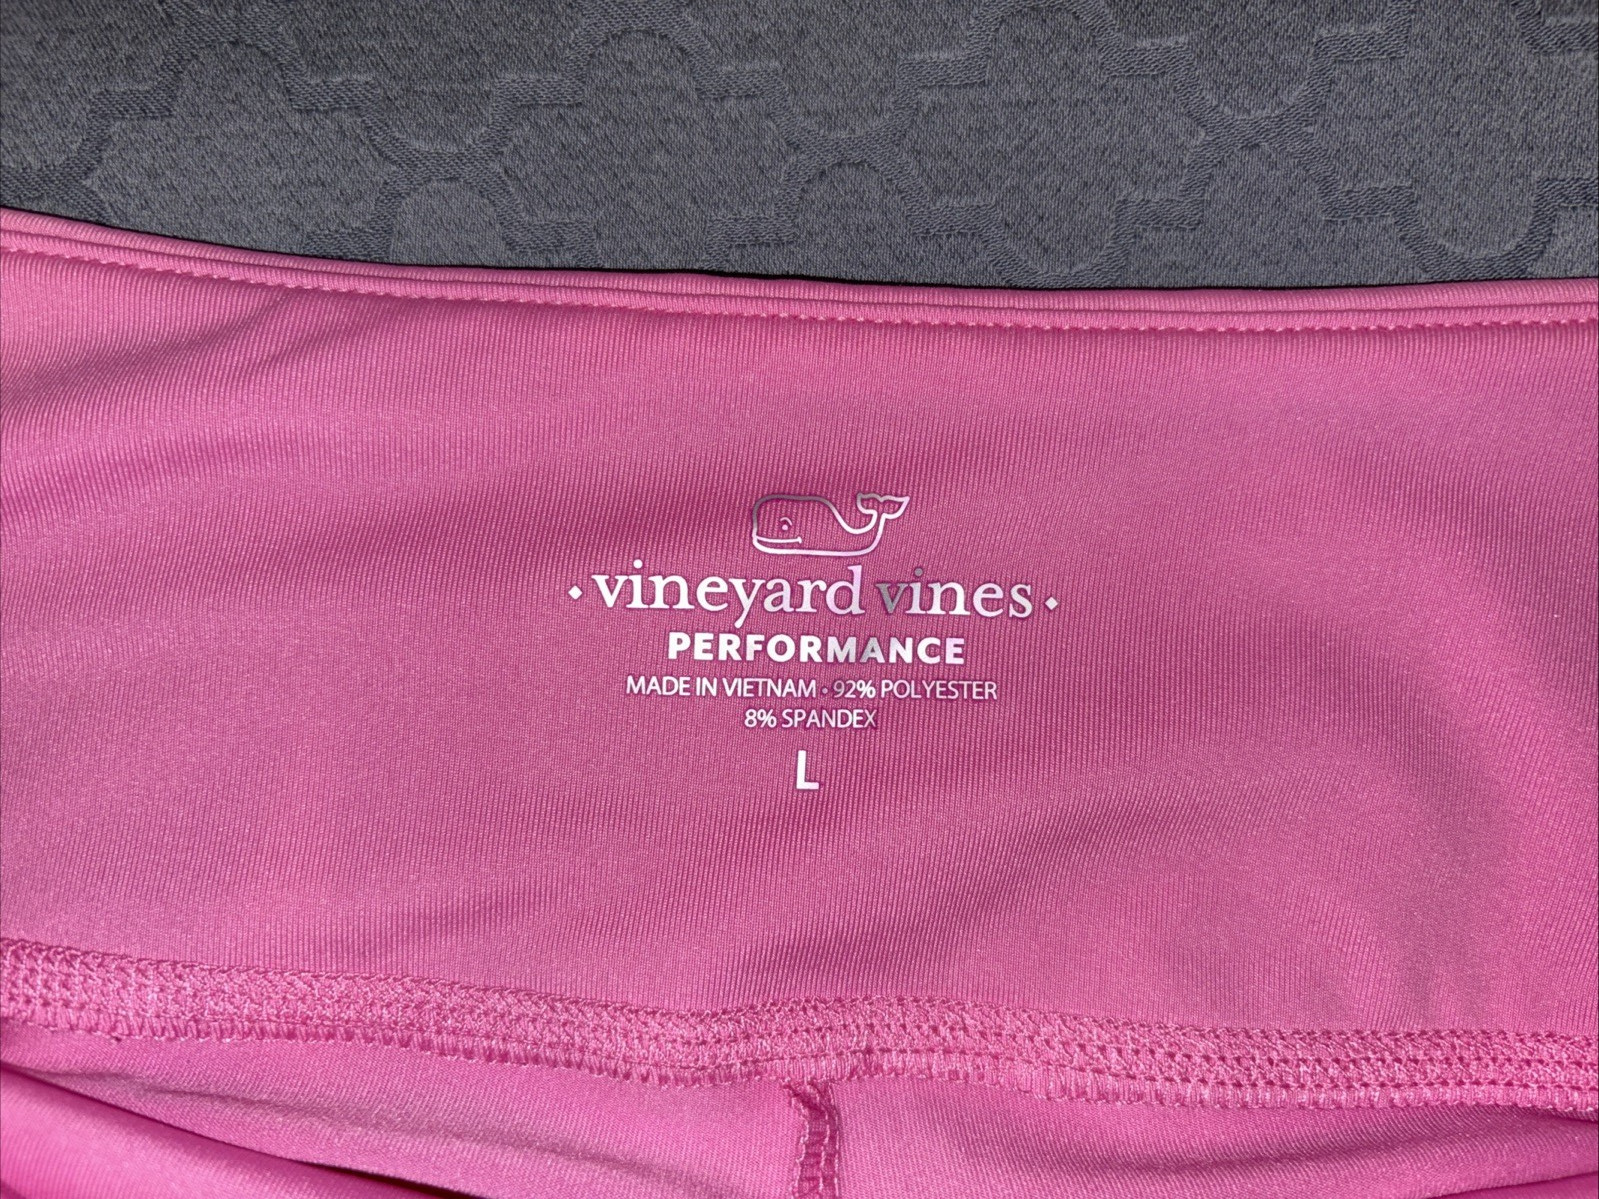 • vineyard vines •
PERFORMANCE
MADE IN VIETNAM • 92% POLYESTER
8% SPANDEX
L